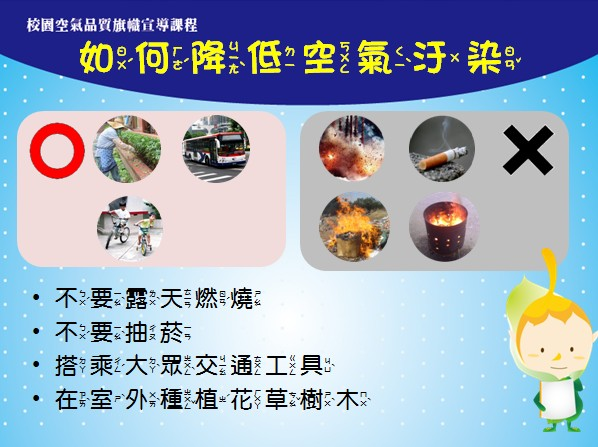 校園空氣品質旗幟宣導課程
如何降低空氣汙染
• 不要露天燃燒
• 不要抽菸
• 搭乘大眾交通工具
• 在室外種植花草樹木